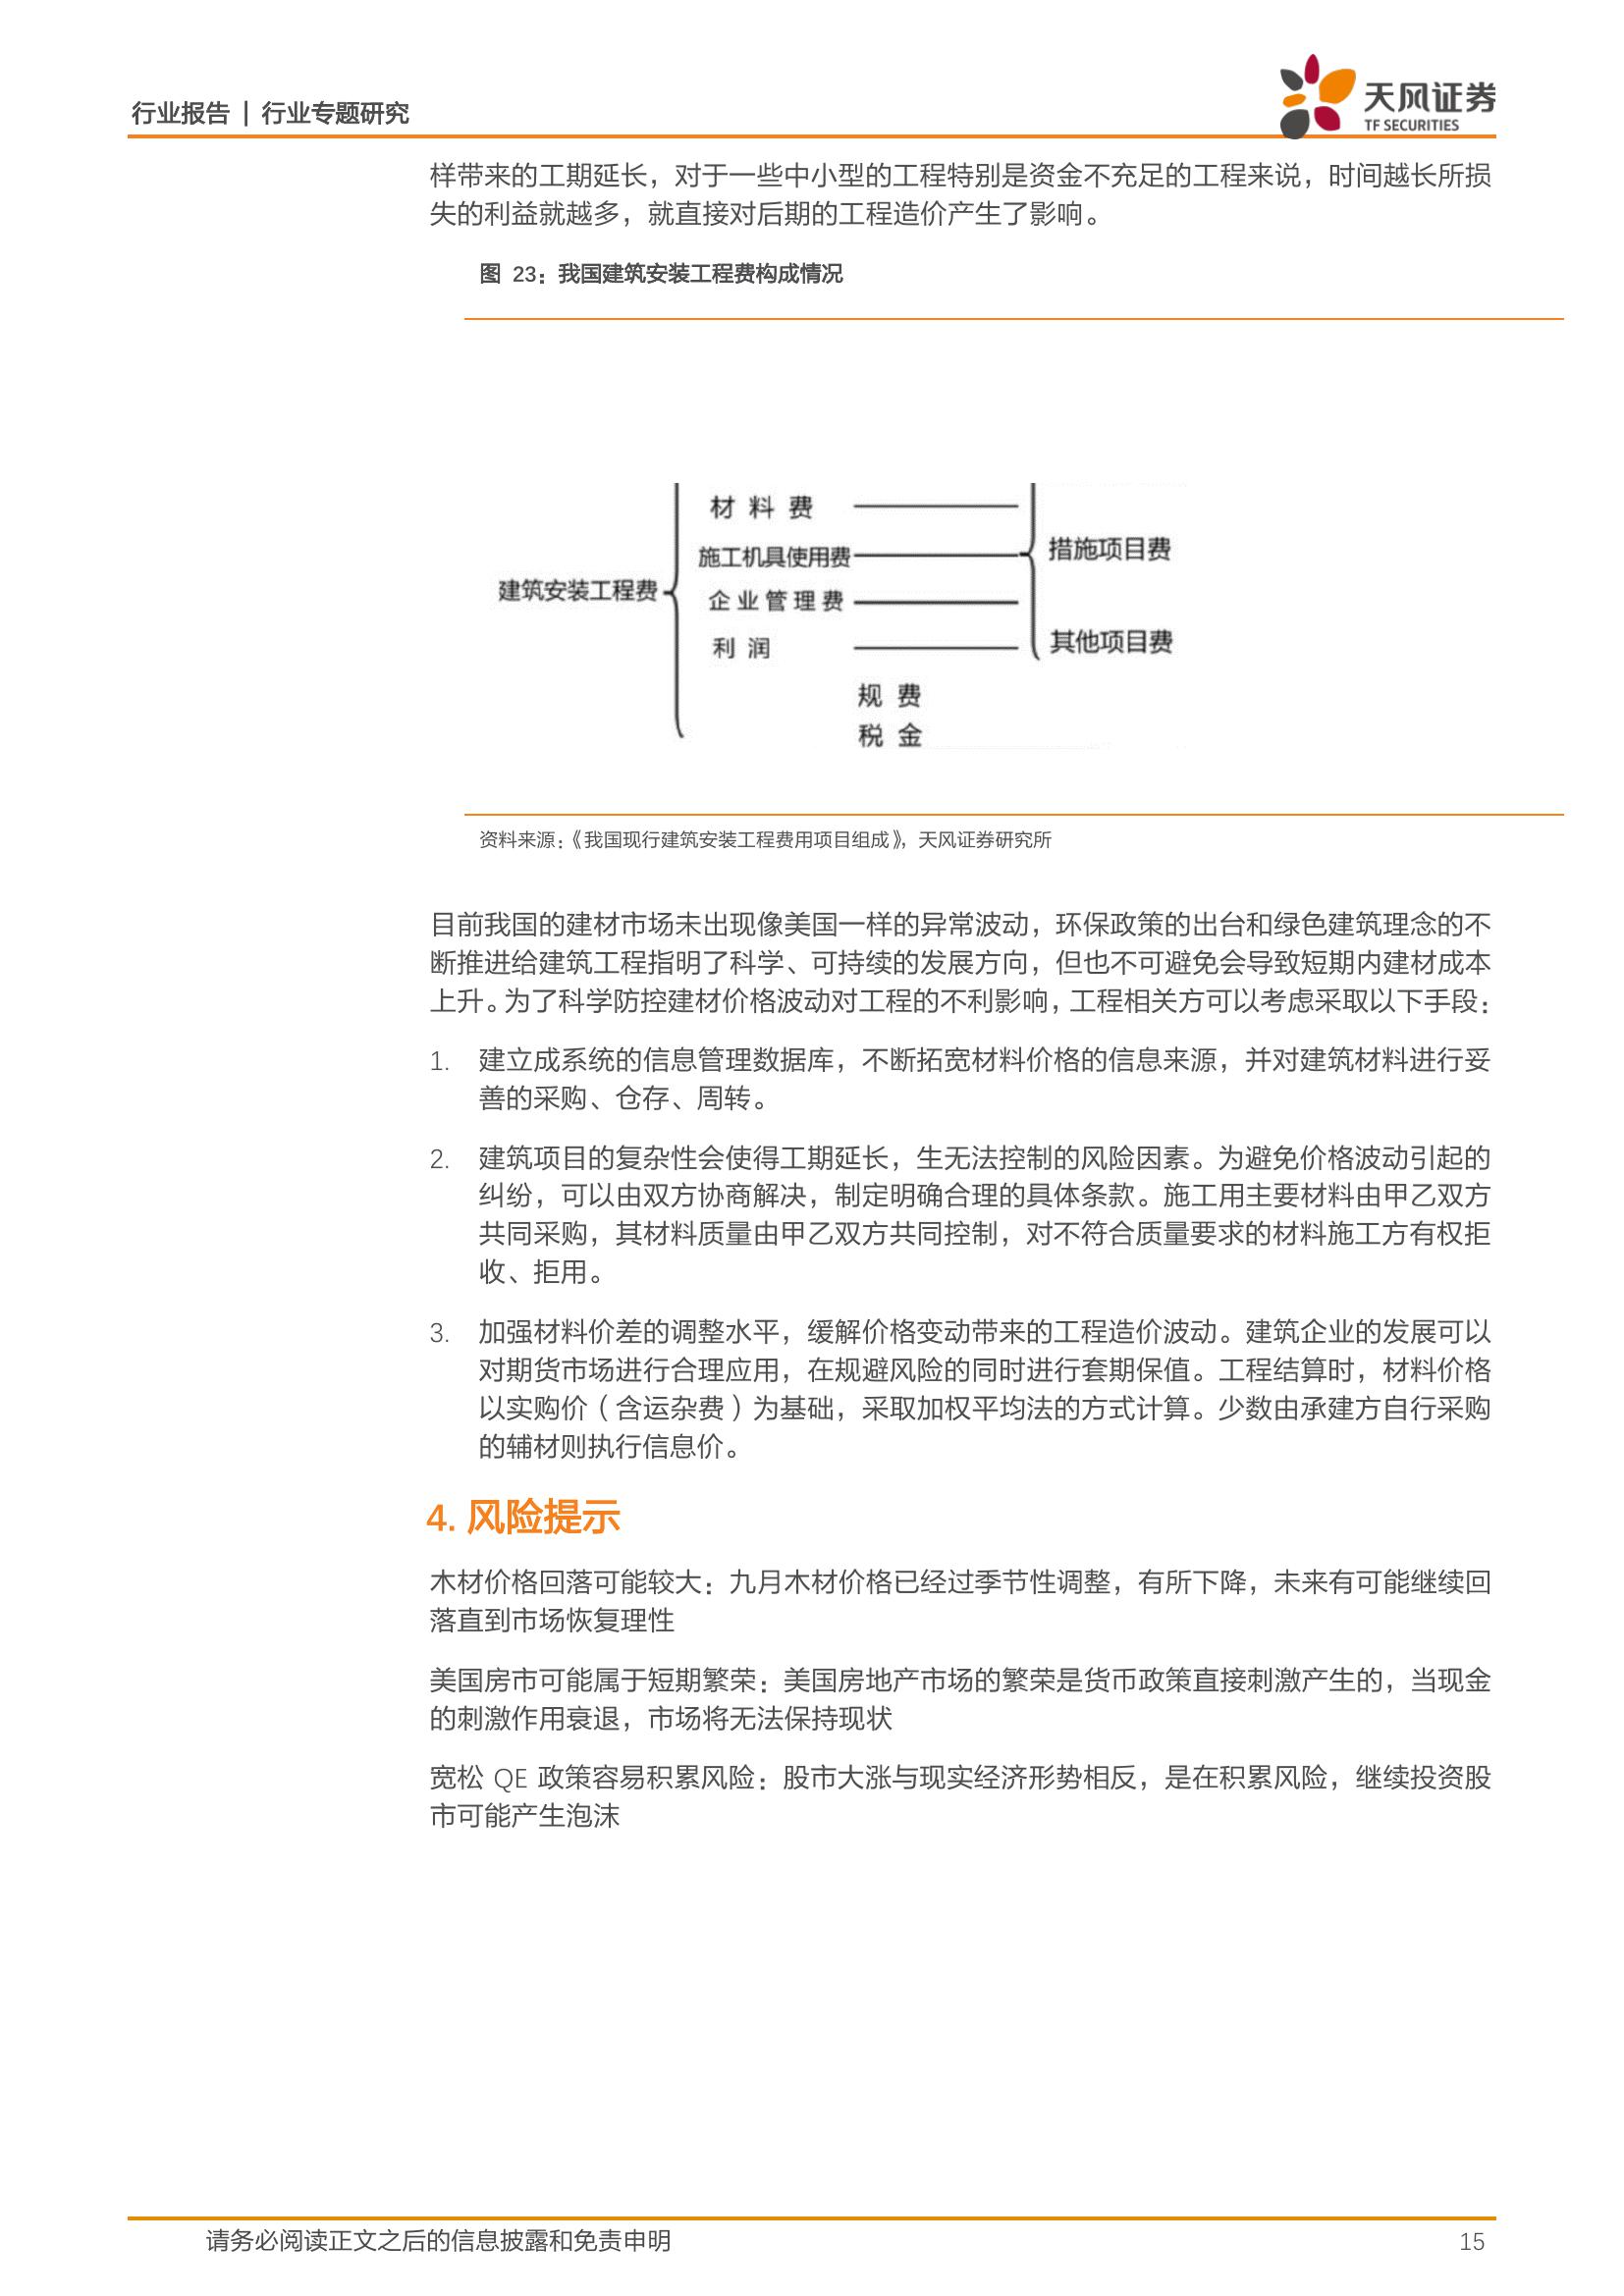 行业报告 | 行业专题研究
天风证券
TF SECURITIES
样带来的工期延长，对于一些中小型的工程特别是资金不充足的工程来说，时间越长所损
失的利益就越多，就直接对后期的工程造价产生了影响。
图 23：我国建筑安装工程费构成情况
材 料 费
施工机具使用费
措施项目费
建筑安装工程费
企 业 管 理 费
利 润
其他项目费
规 费
税 金
资料来源：《我国现行建筑安装工程费用项目组成》，天风证券研究所
目前我国的建材市场未出现像美国一样的异常波动，环保政策的出台和绿色建筑理念的不
断推进给建筑工程指明了科学、可持续的发展方向，但也不可避免会导致短期内建材成本
上升。为了科学防控建材价格波动对工程的不利影响，工程相关方可以考虑采取以下手段：
1. 建立成系统的信息管理数据库，不断拓宽材料价格的信息来源，并对建筑材料进行妥
善的采购、仓存、周转。
2. 建筑项目的复杂性会使得工期延长，生无法控制的风险因素。为避免价格波动引起的
纠纷，可以由双方协商解决，制定明确合理的具体条款。施工用主要材料由甲乙双方
共同采购，其材料质量由甲乙双方共同控制，对不符合质量要求的材料施工方有权拒
收、拒用。
3. 加强材料价差的调整水平，缓解价格变动带来的工程造价波动。建筑企业的发展可以
对期货市场进行合理应用，在规避风险的同时进行套期保值。工程结算时，材料价格
以实购价（含运杂费）为基础，采取加权平均法的方式计算。少数由承建方自行采购
的辅材则执行信息价。
4. 风险提示
木材价格回落可能较大：九月木材价格已经过季节性调整，有所下降，未来有可能继续回
落直到市场恢复理性
美国房市可能属于短期繁荣：美国房地产市场的繁荣是货币政策直接刺激产生的，当现金
的刺激作用衰退，市场将无法保持现状
宽松 QE 政策容易积累风险：股市大涨与现实经济形势相反，是在积累风险，继续投资股
市可能产生泡沫
请务必阅读正文之后的信息披露和免责申明
15